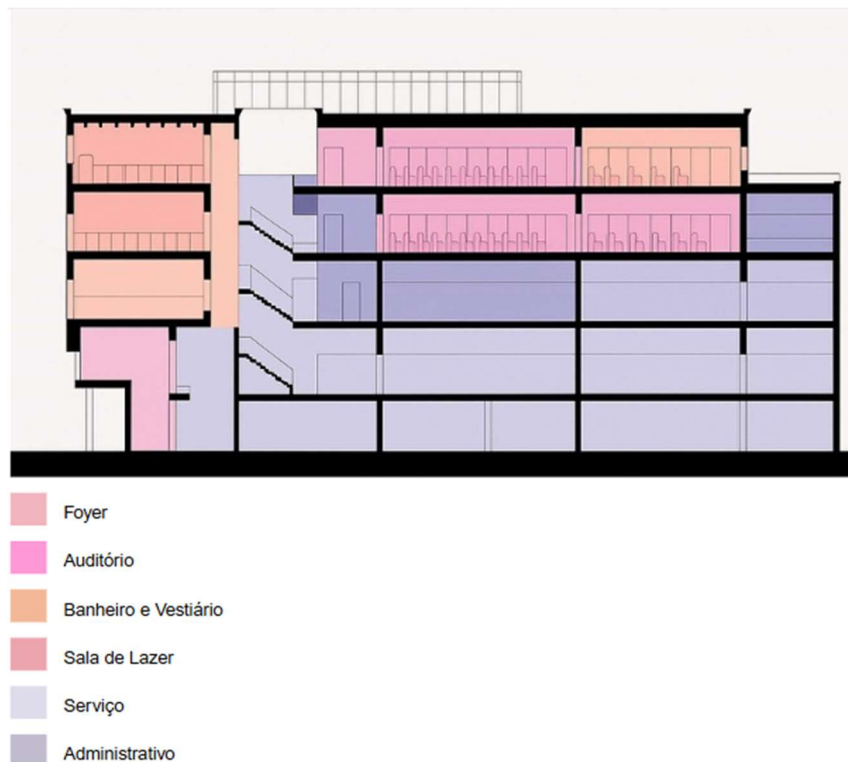 Foyer
Auditório
Banheiro e Vestiário
Sala de Lazer
Serviço
Administrativo